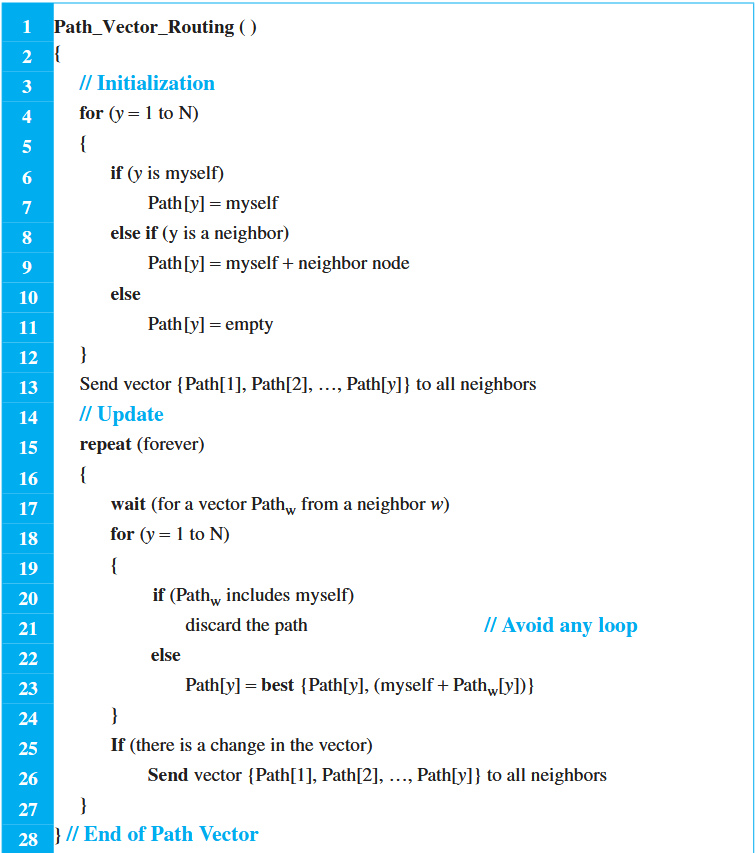 1 Path_Vector_Routing ( )
2 {
3 // Initialization
4 for (y = 1 to N)
5 {
6 if (y is myself)
7 Path[y] = myself
8 else if (y is a neighbor)
9 Path[y] = myself + neighbor node
10 else
11 Path[y] = empty
12 }
13 Send vector {Path[1], Path[2], …, Path[y]} to all neighbors
14 // Update
15 repeat (forever)
16 {
17 wait (for a vector Pathw from a neighbor w)
18 for (y = 1 to N)
19 {
20 if (Pathw includes myself)
21 discard the path // Avoid any loop
22 else
23 Path[y] = best {Path[y], (myself + Pathw[y])}
24 }
25 If (there is a change in the vector)
26 Send vector {Path[1], Path[2], …, Path[y]} to all neighbors
27 }
28 } // End of Path Vector